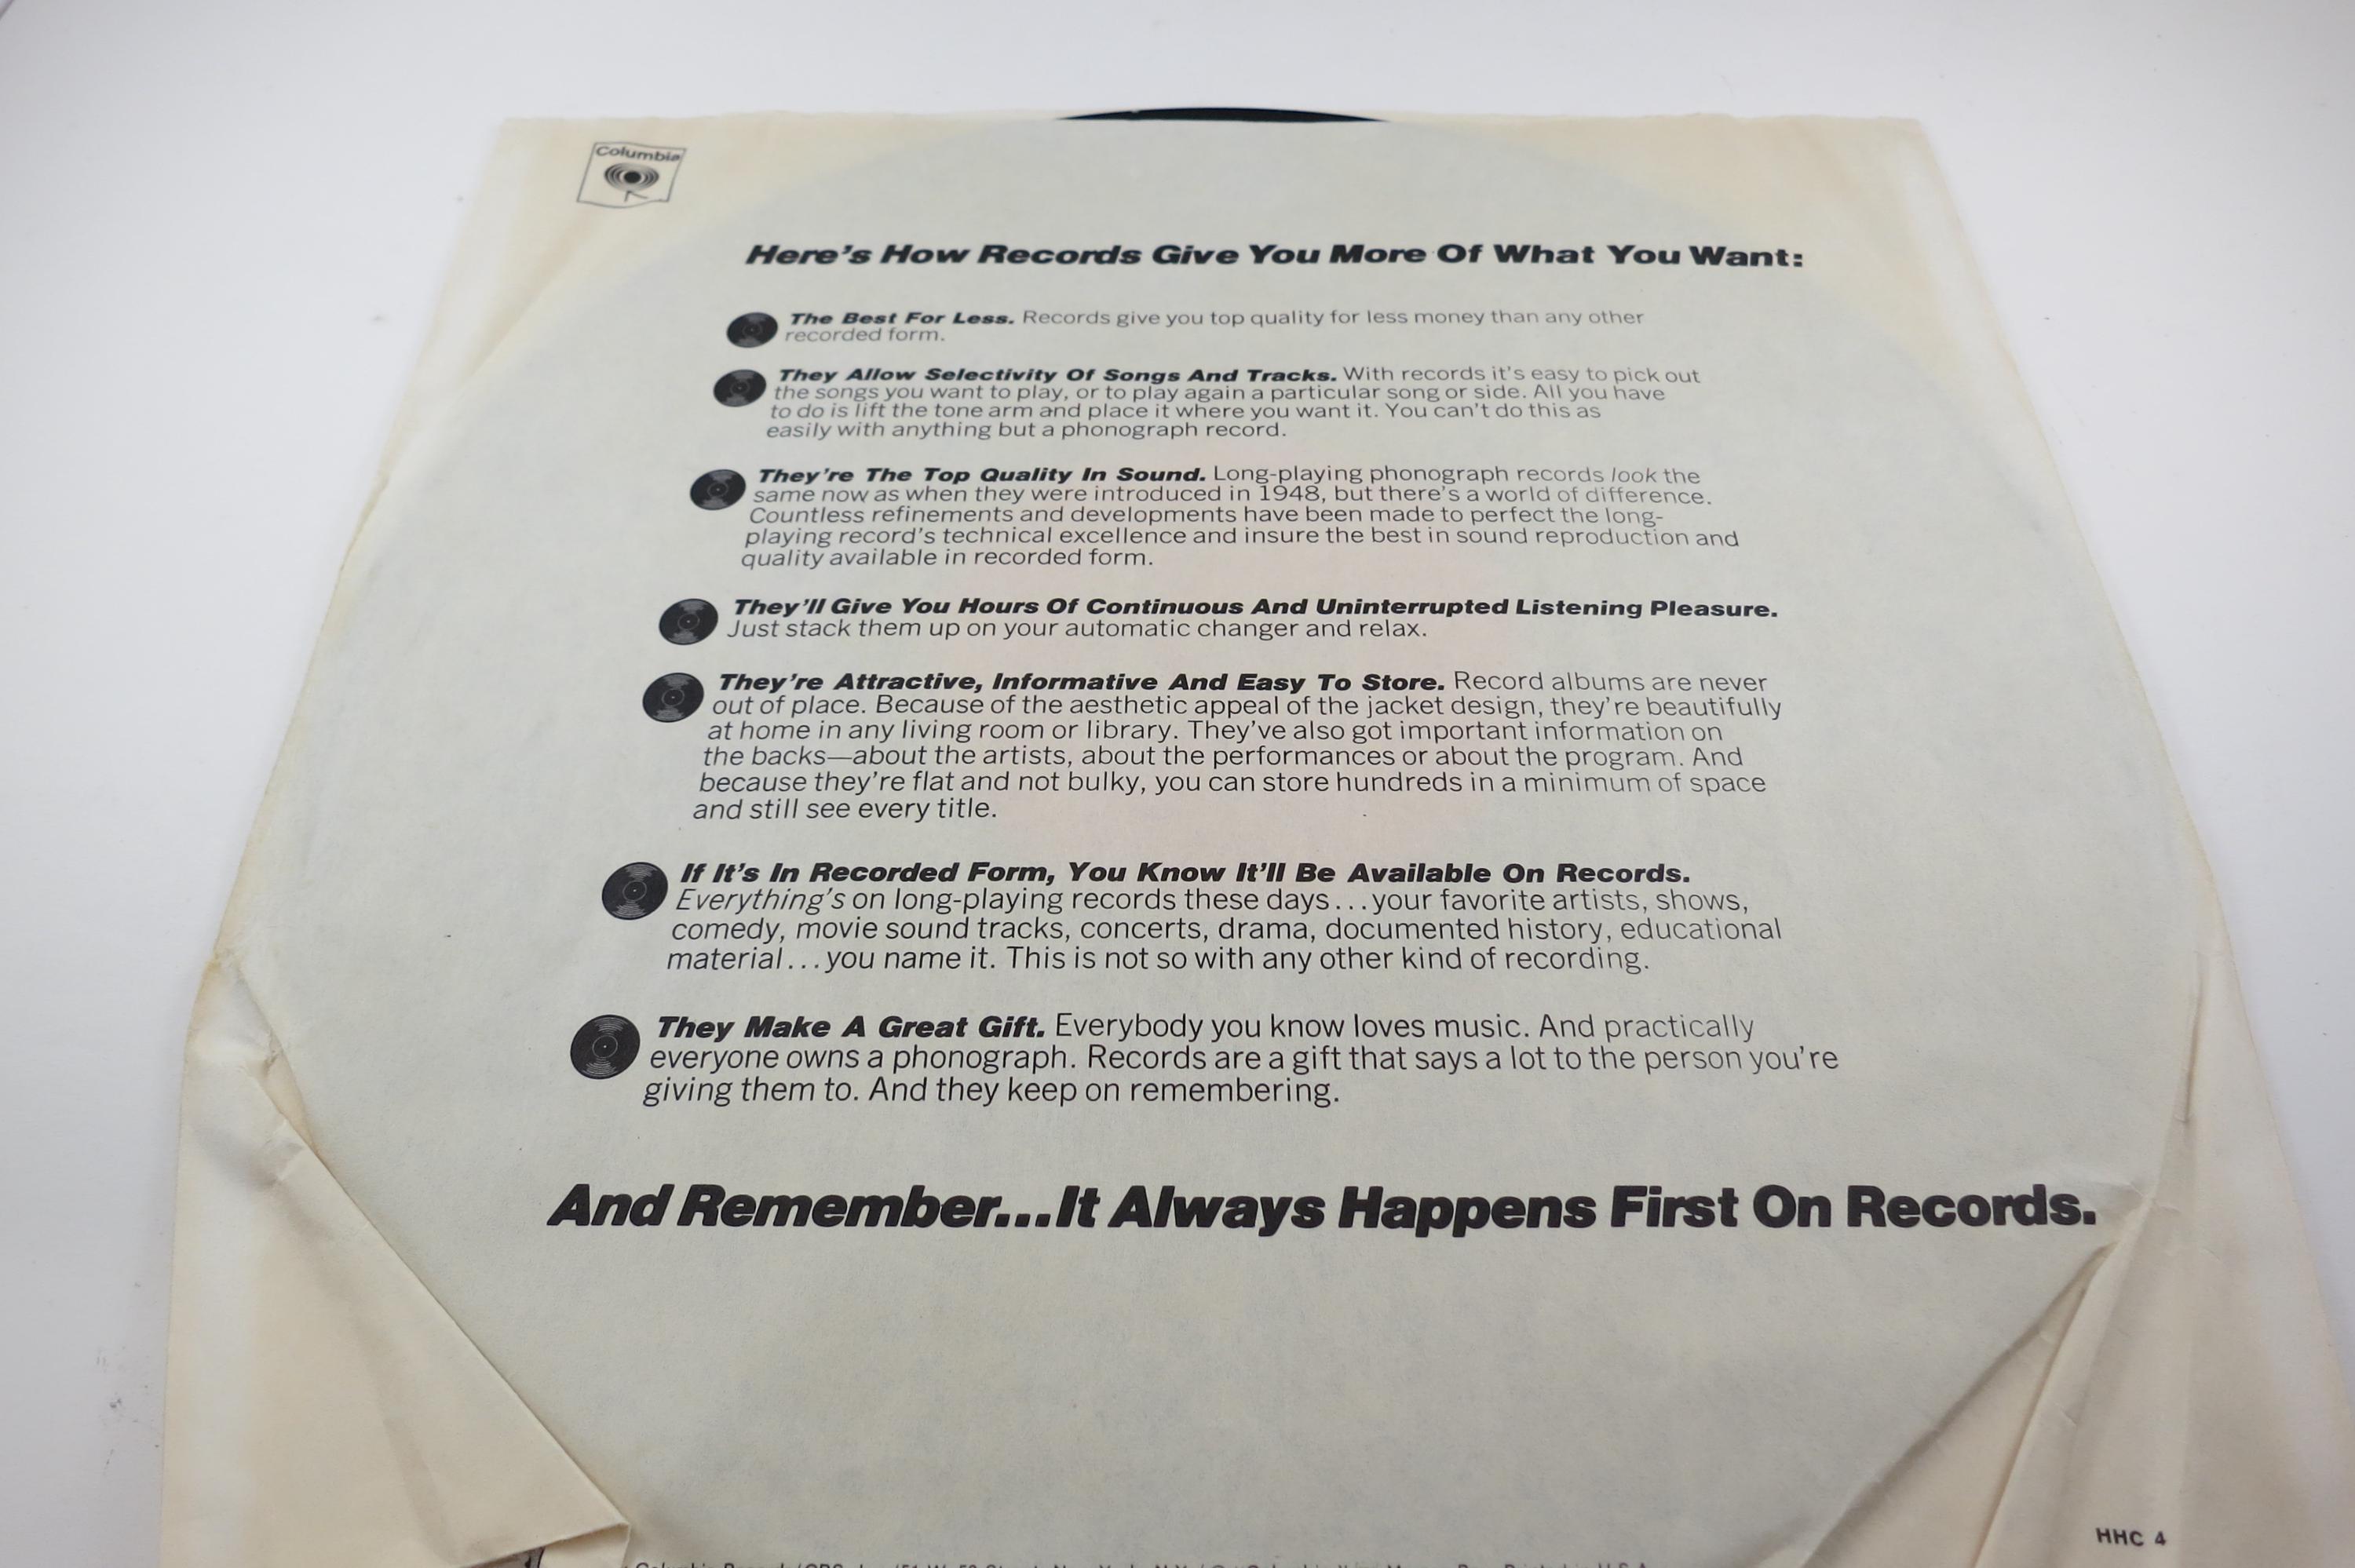 Columbia
Here's How Records Give You More Of What You Want:
The Best For Less. Records give you top quality for less money than any other
recorded form.
They Allow Selectivity Of Songs And Tracks. With records it's easy to pick out
the songs you want to play, or to play again a particular song or side. All you have
to do is lift the tone arm and place it where you want it. You can't do this as
easily with anything but a phonograph record.
They're The Top Quality In Sound. Long-playing phonograph records look the
same now as when they were introduced in 1948, but there's a world of difference.
Countless refinements and developments have been made to perfect the long-
playing record's technical excellence and insure the best in sound reproduction and
quality available in recorded form.
They'll Give You Hours Of Continuous And Uninterrupted Listening Pleasure.
Just stack them up on your automatic changer and relax.
They're Attractive, Informative And Easy To Store. Record albums are never
out of place. Because of the aesthetic appeal of the jacket design, they're beautifully
at home in any living room or library. They've also got important information on
the backs—about the artists, about the performances or about the program. And
because they're flat and not bulky, you can store hundreds in a minimum of space
and still see every title.
If It's In Recorded Form, You Know It'll Be Available On Records.
Everything's on long-playing records these days...your favorite artists, shows,
comedy, movie sound tracks, concerts, drama, documented history, educational
material...you name it. This is not so with any other kind of recording.
They Make A Great Gift. Everybody you know loves music. And practically
everyone owns a phonograph. Records are a gift that says a lot to the person you're
giving them to. And they keep on remembering.
And Remember...It Always Happens First On Records.
HHC 4